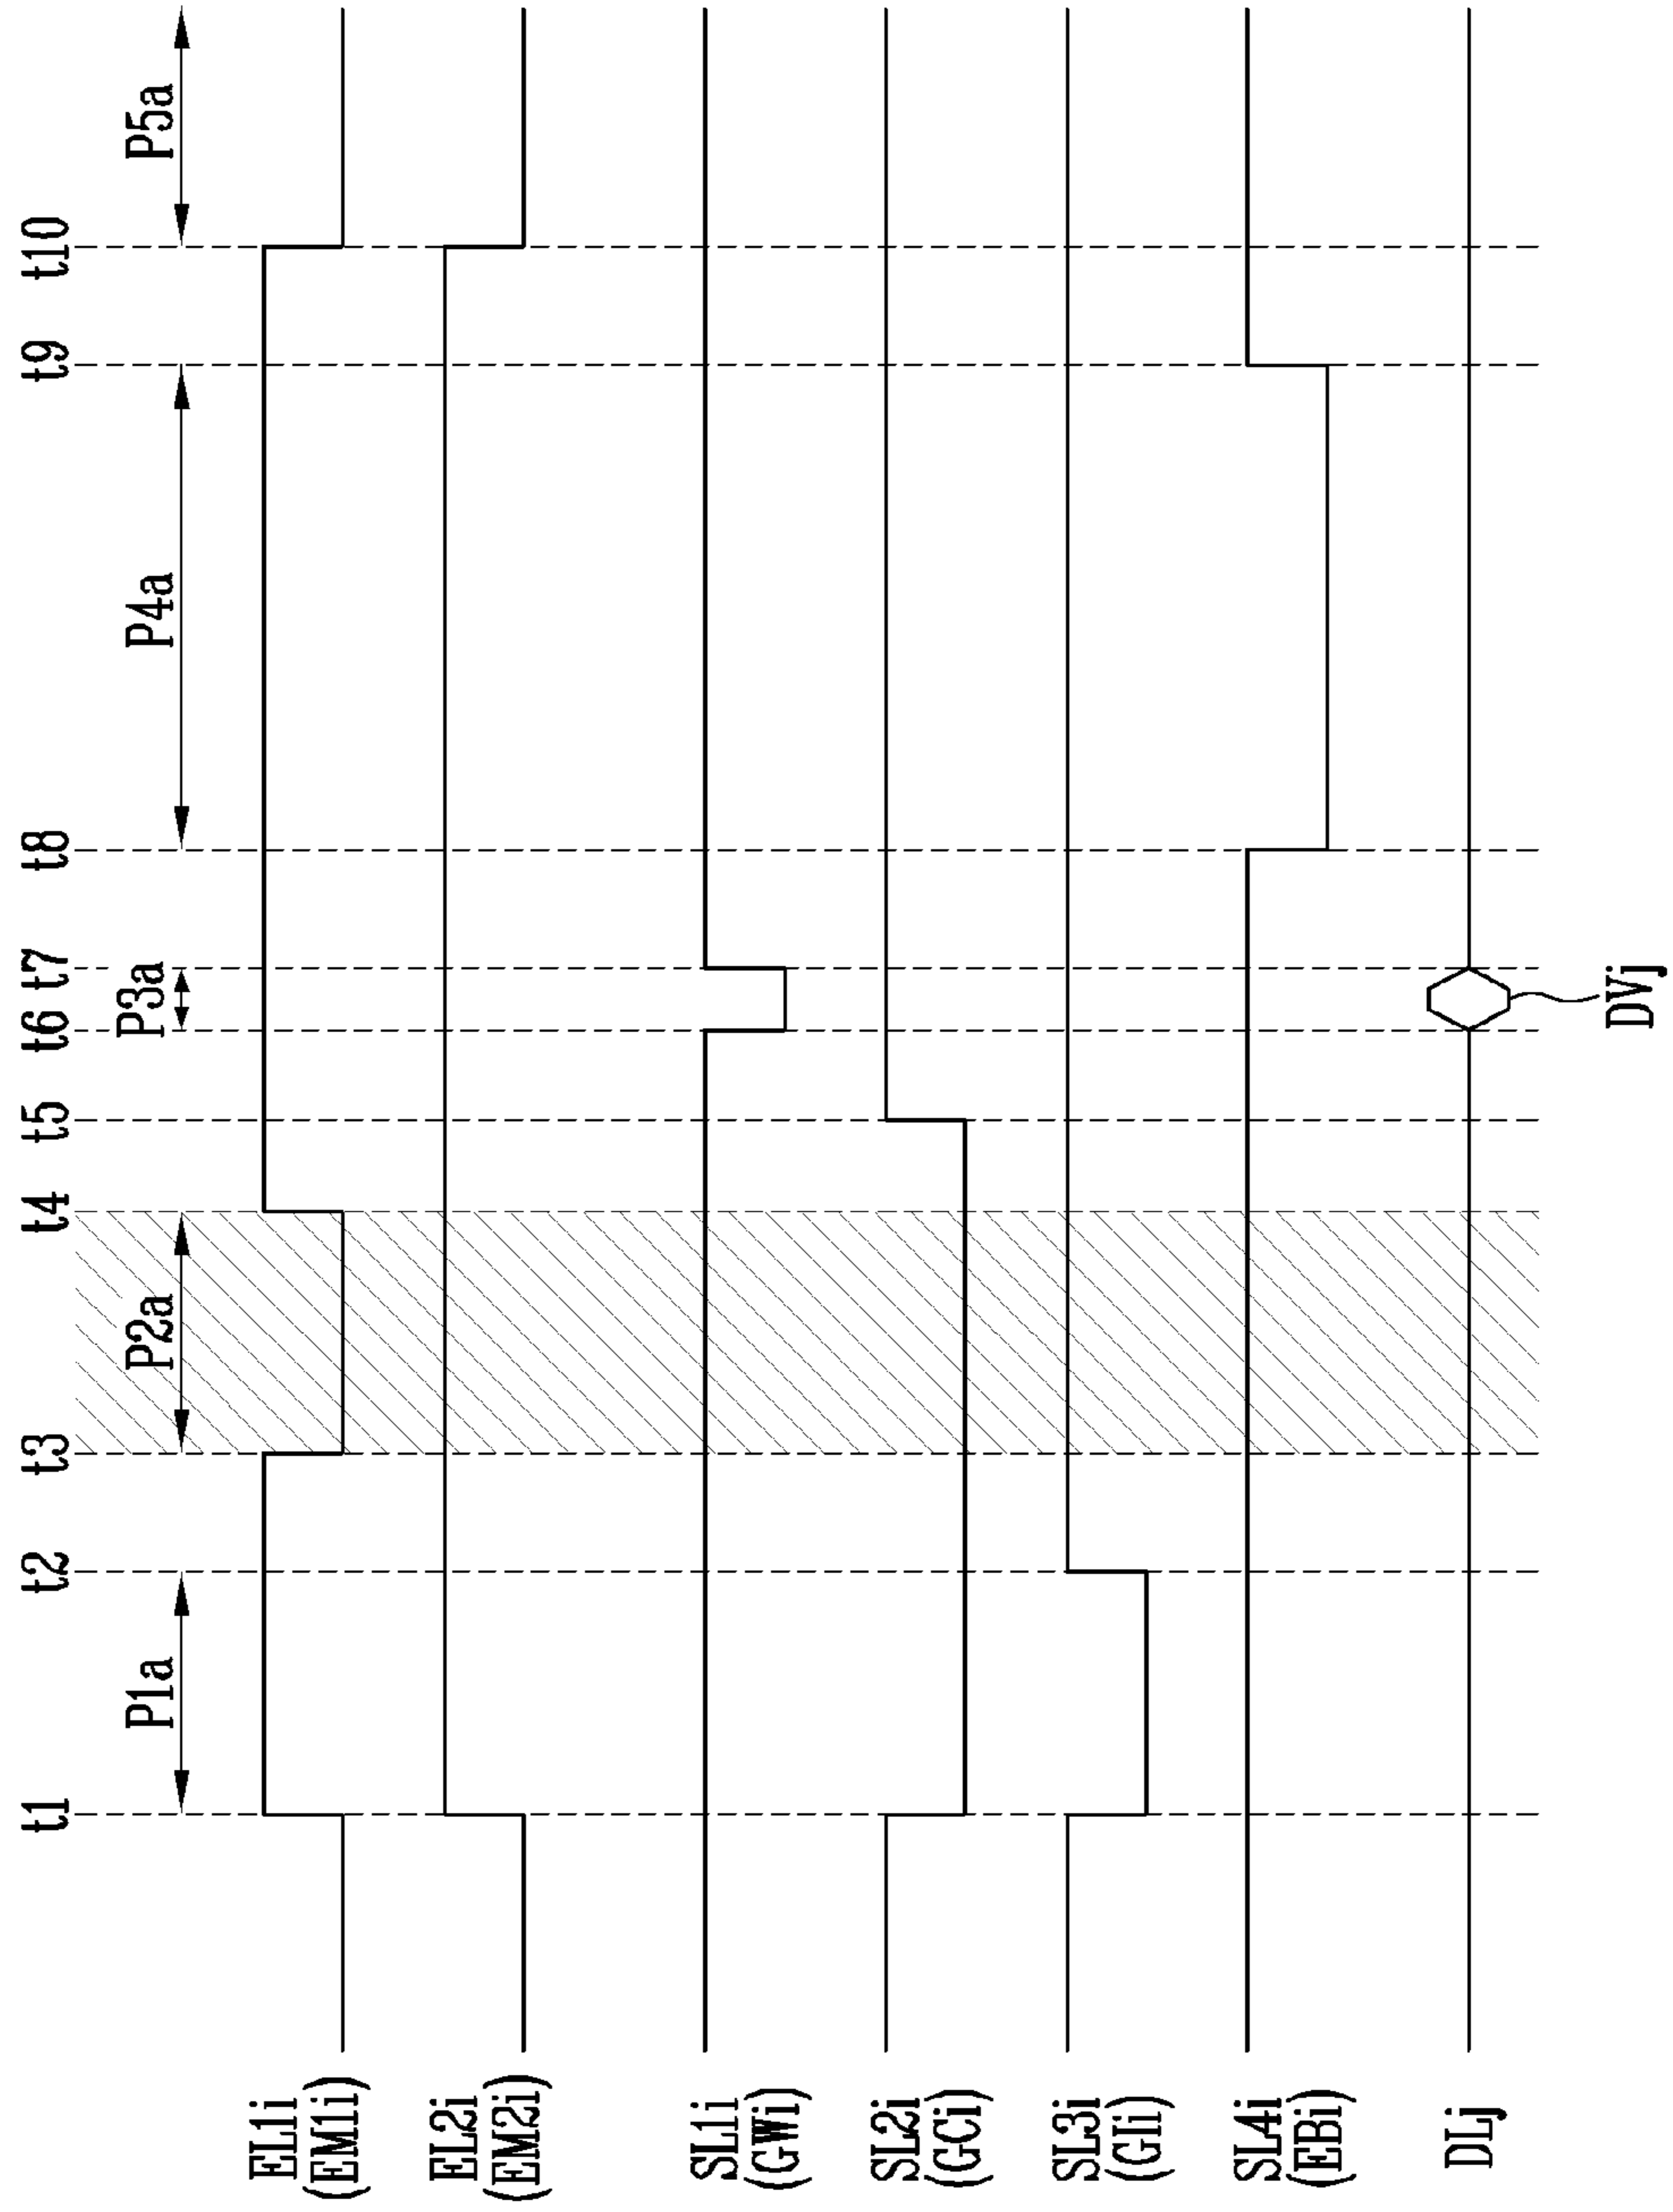 t1
t2
t3
t4
t5
t6
t7
t8
t9
t10
P1a
P2a
P3a
P4a
P5a
EL1i
(EM1i)
EL2i
(EM2i)
SL1i
(GWi)
SL2i
(GCi)
SL3i
(GIi)
SL4i
(EBi)
DLj
DVj